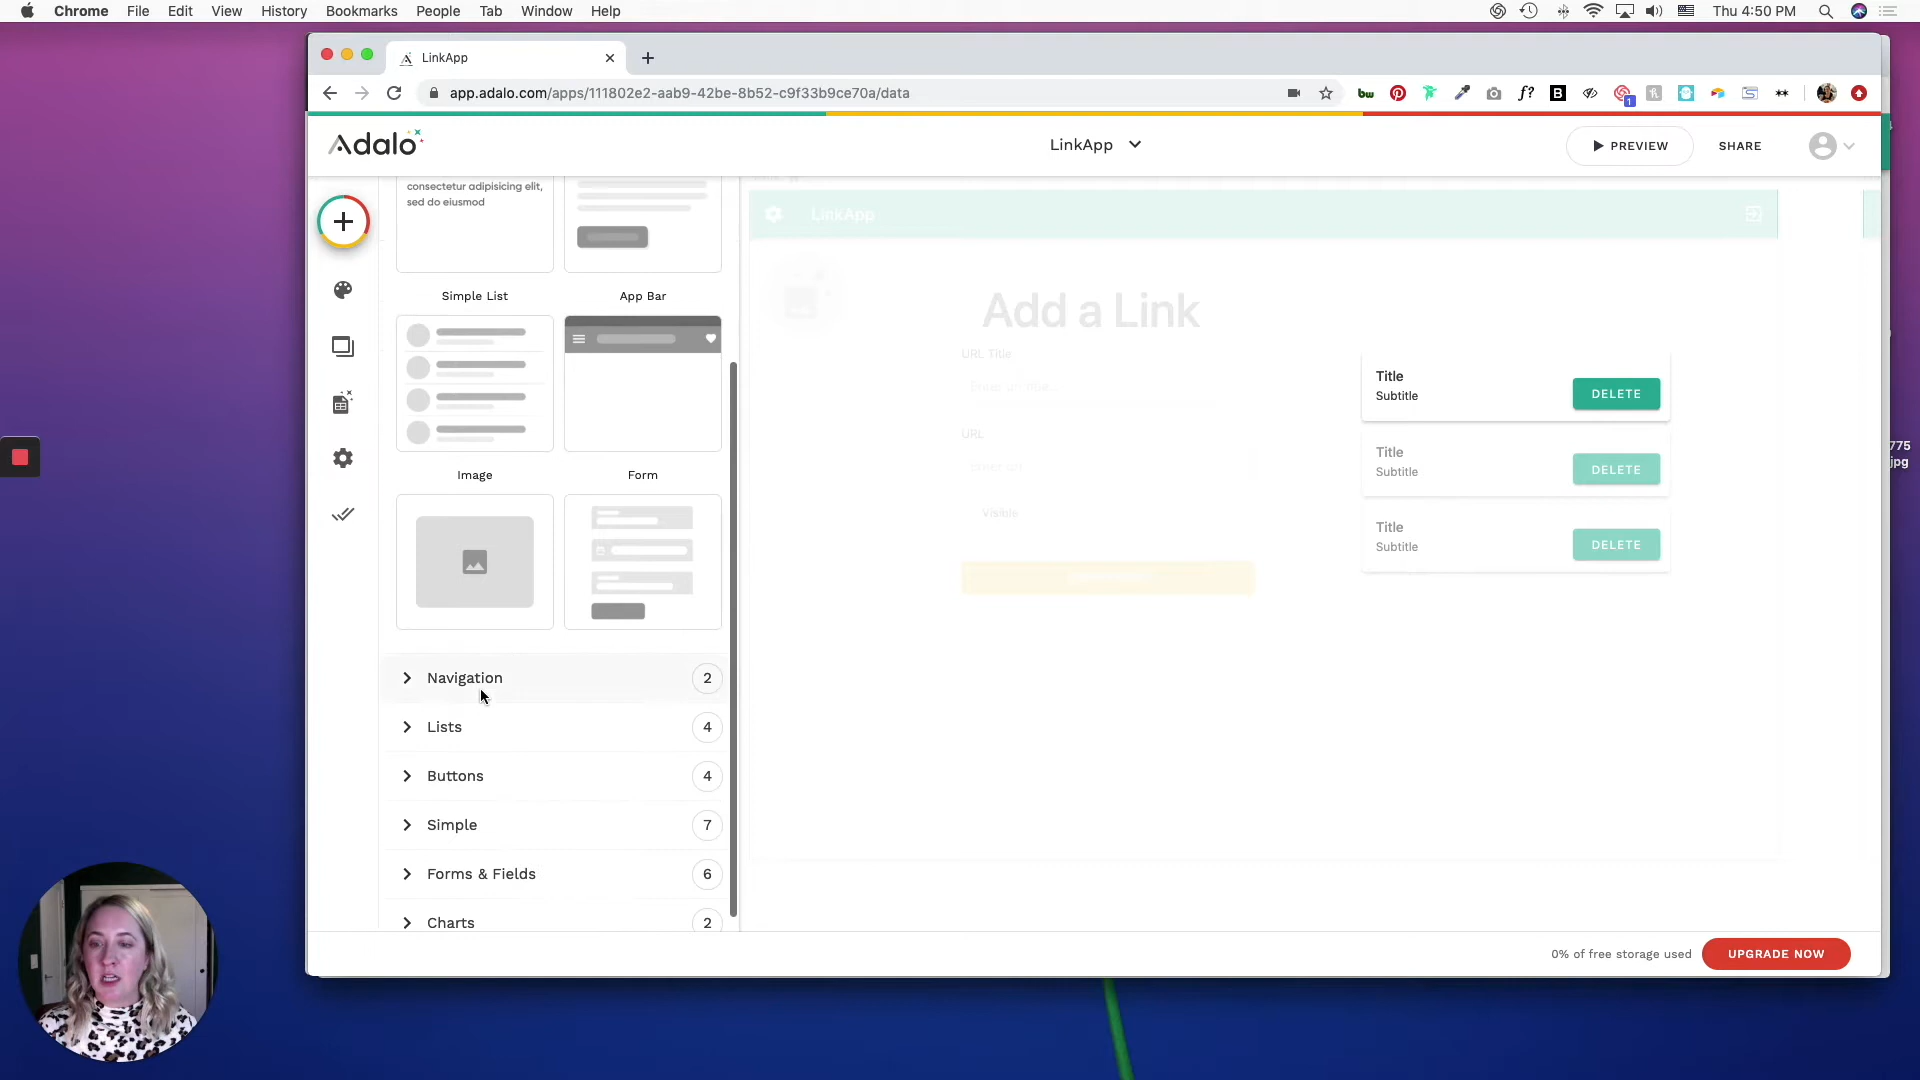 Chrome File Edit View History Bookmarks People Tab Window Help
Thu 4:50 PM
LinkApp
app.adalo.com/apps/111802e2-aab9-42be-8b52-c9f33b9ce70a/data
1
Adalo
LinkApp
PREVIEW
SHARE
consectetur adipisicing elit,
sed do eiusmod
LinkApp
Simple List
App Bar
Add a Link
URL Title
URL
Visible
Title
Subtitle
DELETE
Title
Subtitle
DELETE
Title
Subtitle
DELETE
775
jpg
Image
Form
Navigation 2
Lists 4
Buttons 4
Simple 7
Forms & Fields 6
Charts 2
0% of free storage used
UPGRADE NOW